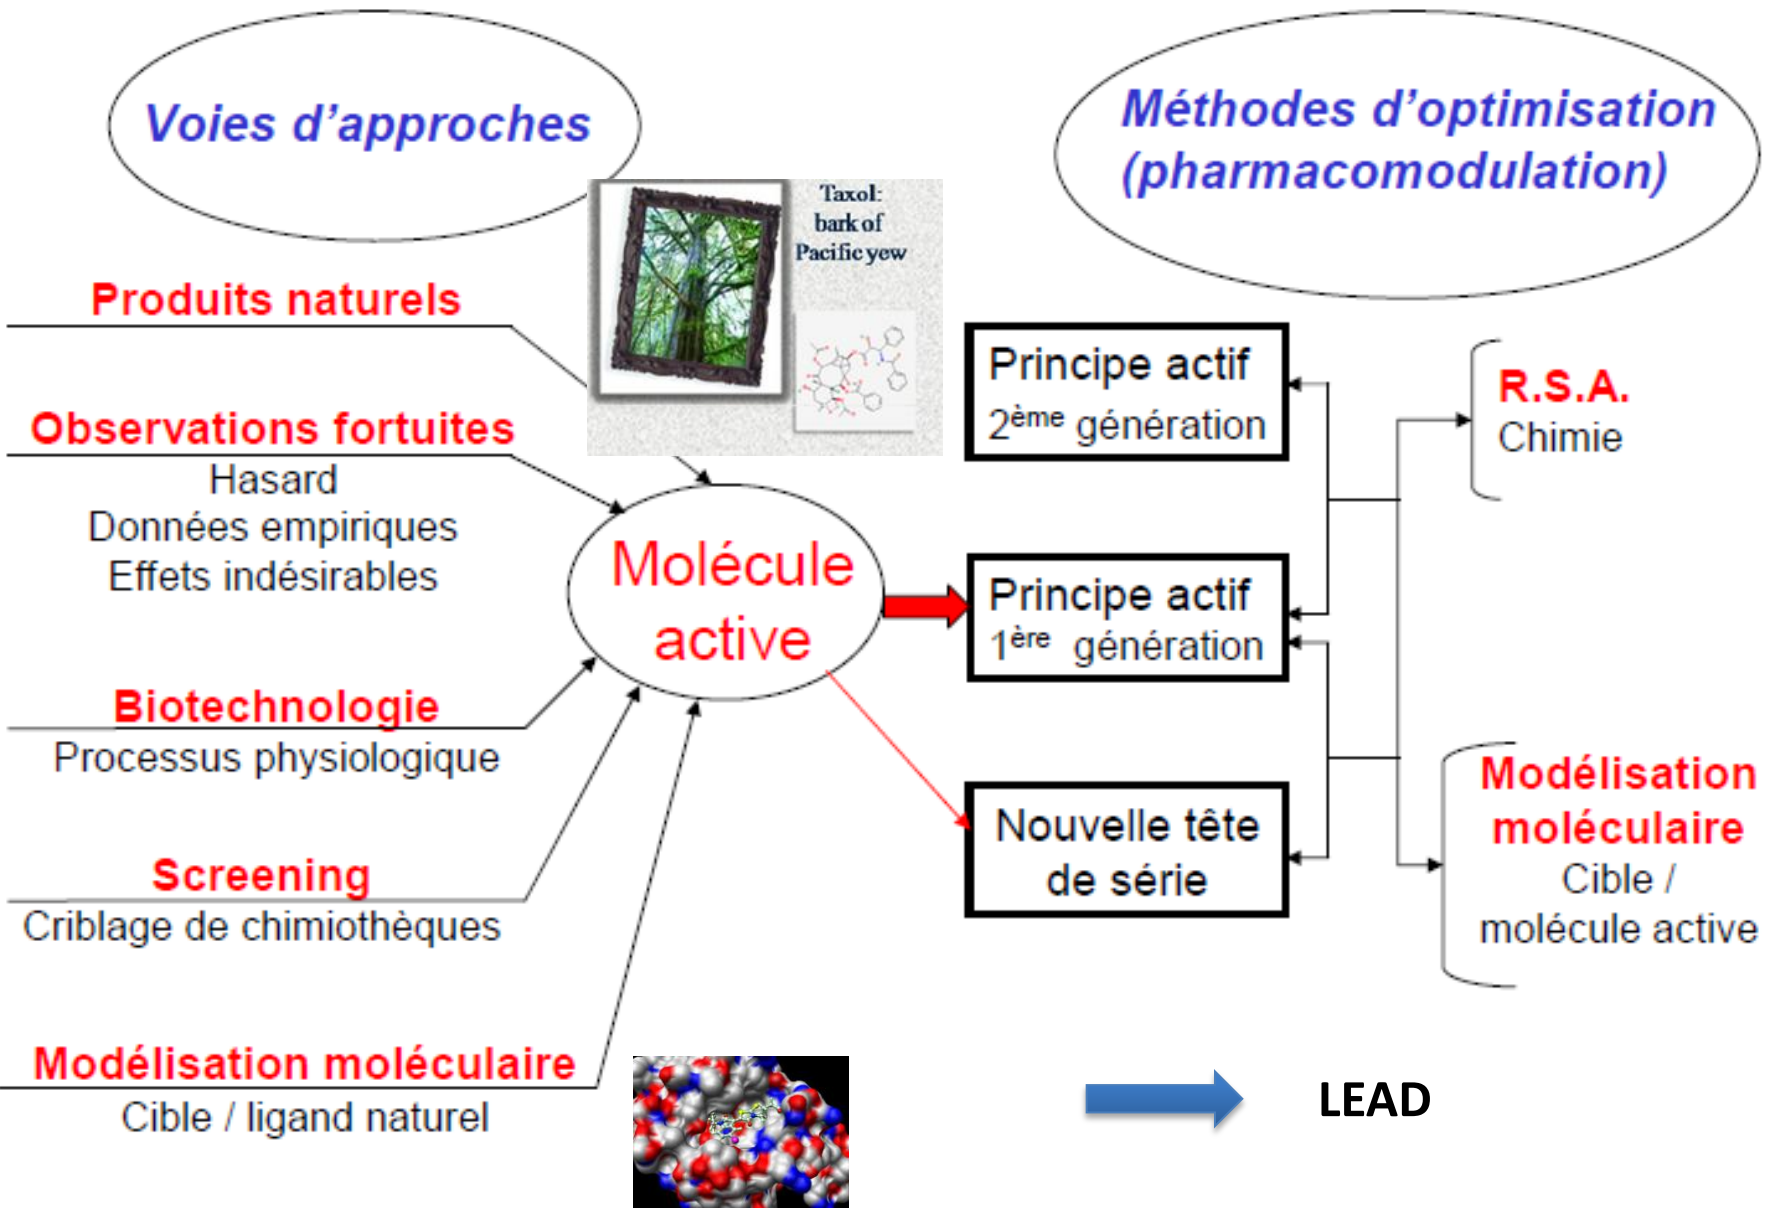 Voies d'approches
Méthodes d'optimisation
(pharmacomodulation)
Taxol:
bark of
Pacific yew
Produits naturels
Observations fortuites
Hasard
Données empiriques
Effets indésirables
Biotechnologie
Processus physiologique
Screening
Criblage de chimiothèques
Modélisation moléculaire
Cible / ligand naturel
Molécule
active
Principe actif
2ème génération
Principe actif
1ère génération
Nouvelle tête
de série
R.S.A.
Chimie
Modélisation
moléculaire
Cible /
molécule active
LEAD